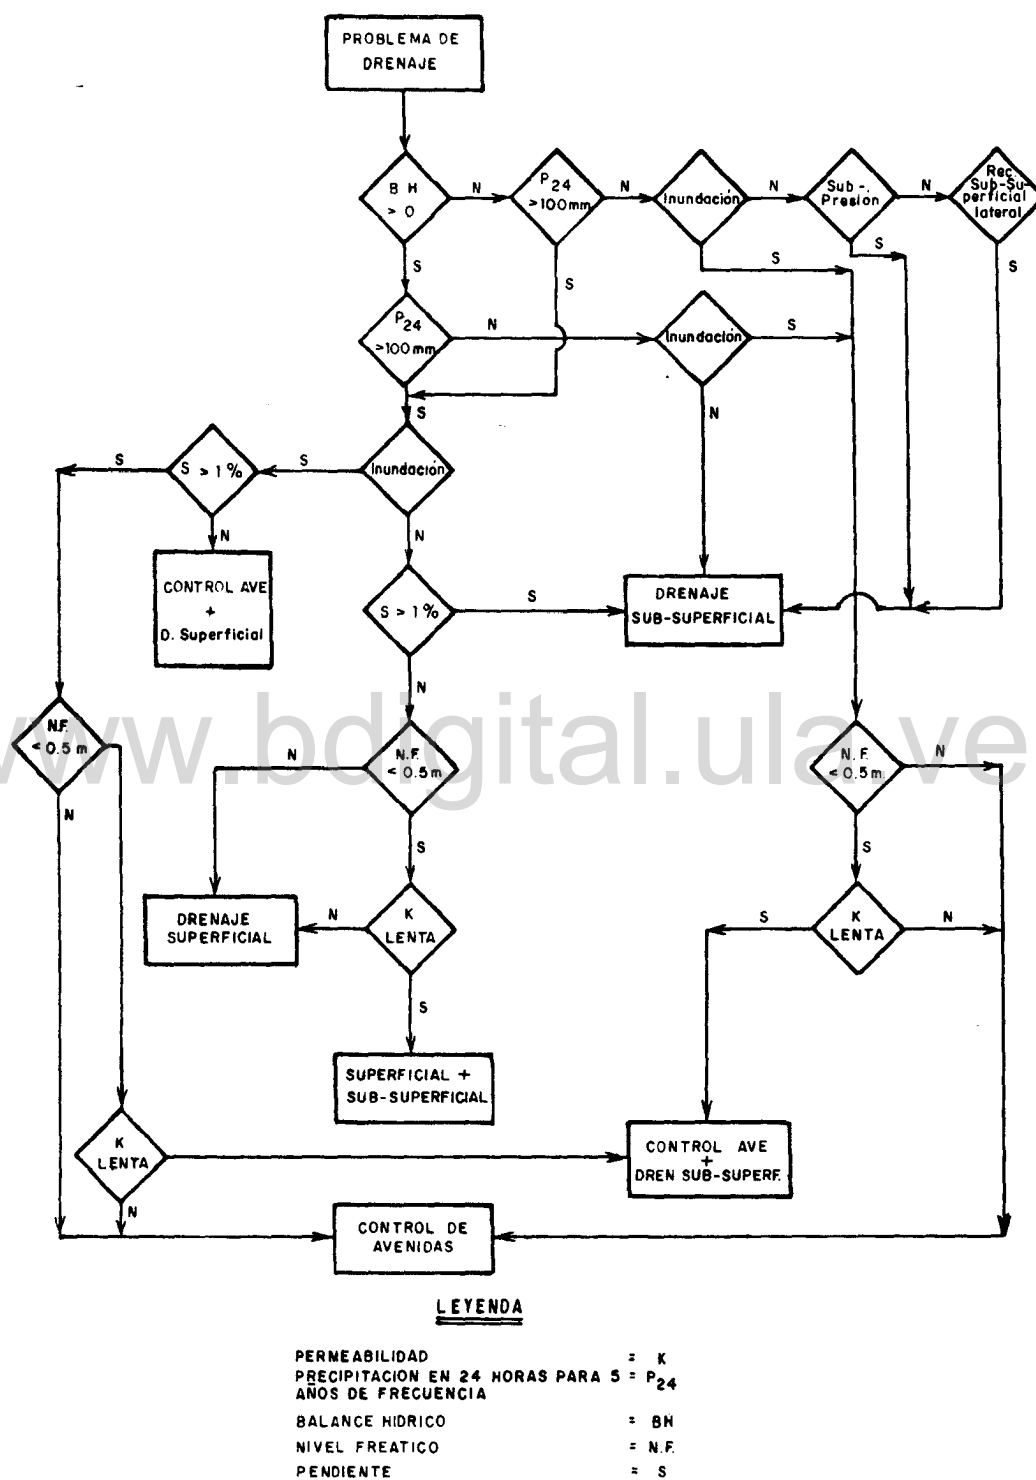 PROBLEMA DE
DRENAJE
B H
> 0
N
P24
>100mm
N
Inundación
N
Sub-.
Presión
N
Rec.
Sub-Su-
perficial
lateral
S
S
S
S
S
P24
>100mm
N
Inundación
S
S
N
S > 1%
S
S
Inundación
N
N
CONTROL AVE
+
D. Superficial
S > 1%
S
DRENAJE
SUB-SUPERFICIAL
N
www.bdigital.ula.ve
N.F.
< 0.5 m
N
N
N.F.
< 0.5m
N.F.
< 0.5m
N
S
S
DRENAJE
SUPERFICIAL
N
K
LENTA
S
K
LENTA
N
S
SUPERFICIAL +
SUB-SUPERFICIAL
K
LENTA
N
CONTROL AVE
+
DREN SUB-SUPERF.
CONTROL DE
AVENIDAS
LEYENDA
PERMEABILIDAD = K
PRECIPITACION EN 24 HORAS PARA 5 = P24
AÑOS DE FRECUENCIA
BALANCE HIDRICO = BH
NIVEL FREATICO = N.F.
PENDIENTE = S